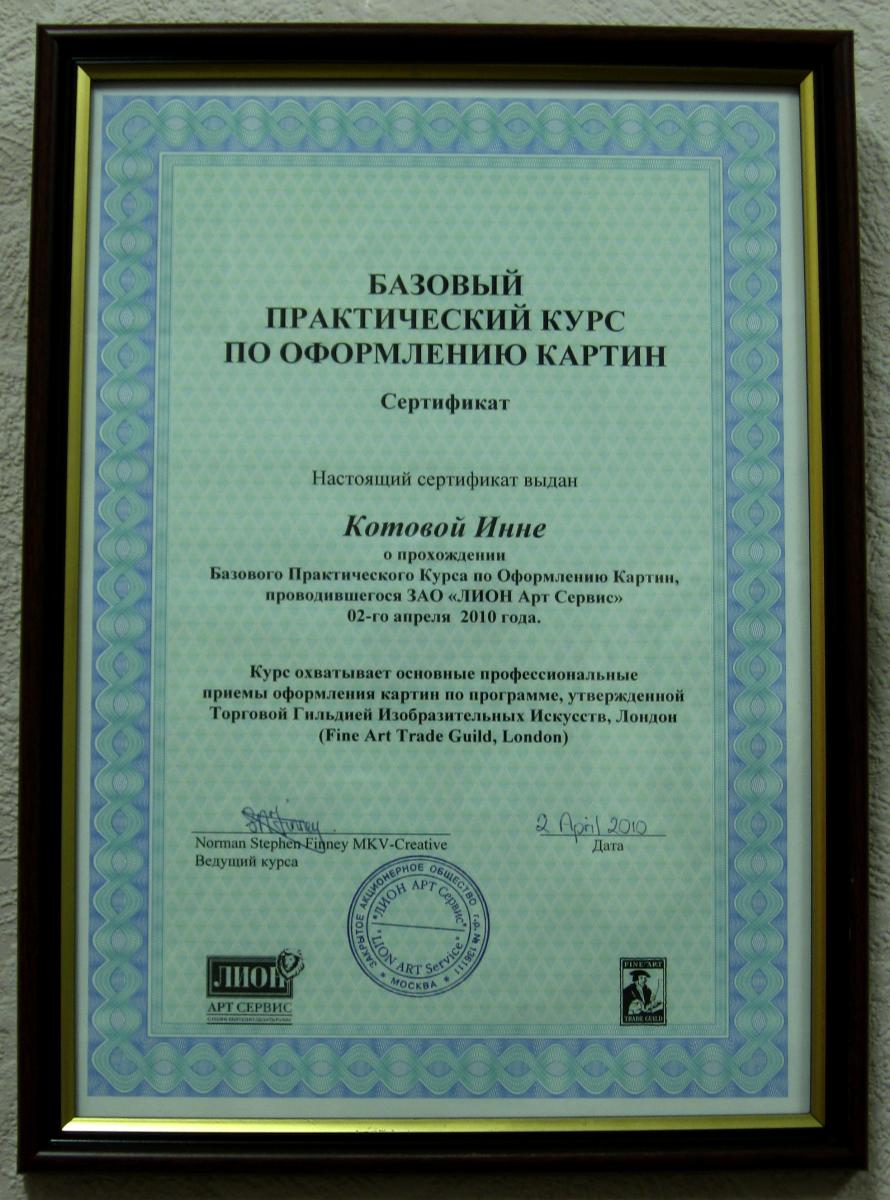 БАЗОВЫЙ
ПРАКТИЧЕСКИЙ КУРС
ПО ОФОРМЛЕНИЮ КАРТИН
Сертификат
Настоящий сертификат выдан
Котовой Инне
о прохождении
Базового Практического Курса по Оформлению Картин,
проводившегося ЗАО «ЛИОН Арт Сервис»
02-го апреля 2010 года.
Курс охватывает основные профессиональные
приемы оформления картин по программе, утвержденной
Торговой Гильдией Изобразительных Искусств, Лондон
(Fine Art Trade Guild, London)
2 April 2010
Norman Stephen Finney MKV-Creative
Дата
Ведущий курса
ЗАКРЫТОЕ АКЦИОНЕРНОЕ ОБЩЕСТВО
МОСКВА
"ЛИОН АРТ Сервис"
"LION ART Service"
ЛИОН
АРТ СЕРВИС
FINE ART
TRADE GUILD